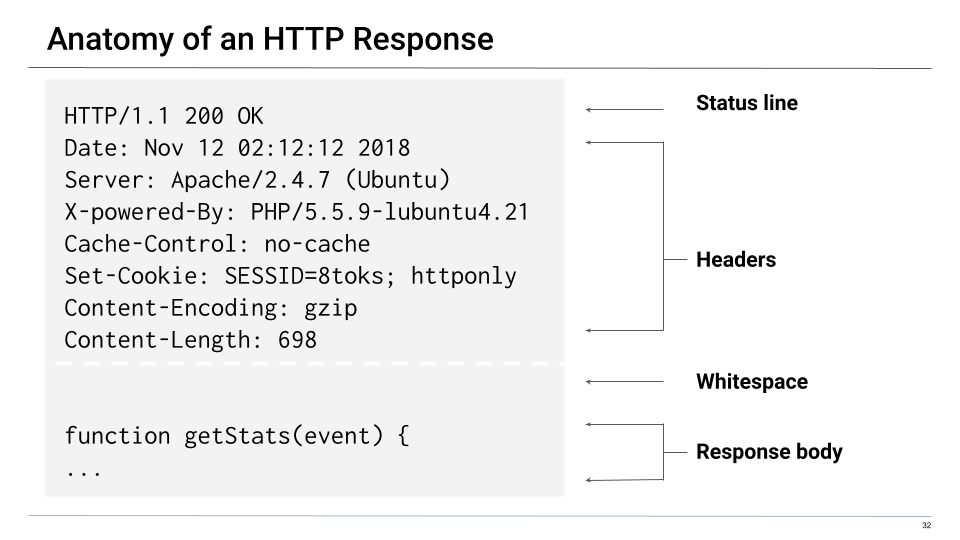 Anatomy of an HTTP Response
HTTP/1.1 200 OK
Date: Nov 12 02:12:12 2018
Server: Apache/2.4.7 (Ubuntu)
X-powered-By: PHP/5.5.9-lubuntu4.21
Cache-Control: no-cache
Set-Cookie: SESSID=8toks; httponly
Content-Encoding: gzip
Content-Length: 698
function getStats(event) {
...
Status line
Headers
Whitespace
Response body
32